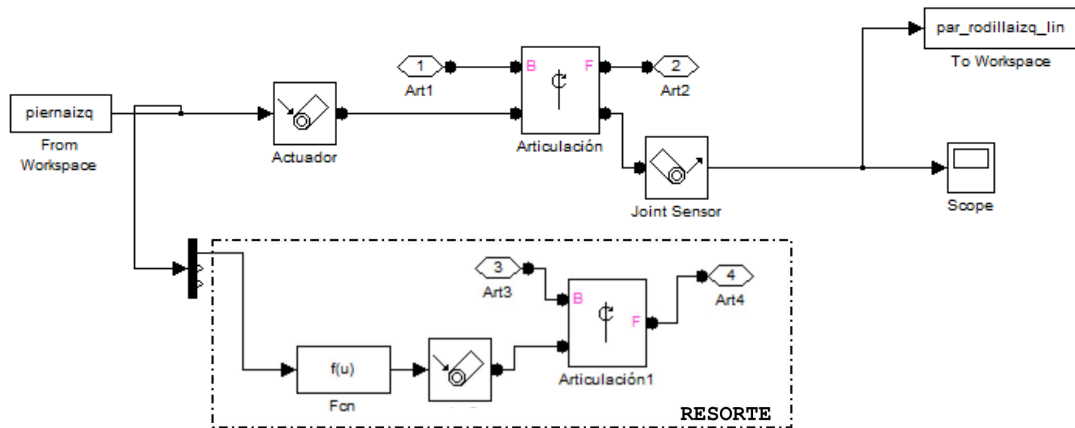 par_rodillaizq_lin
To Workspace
1
Art1
B
F
2
Art2
Articulación
piernaizq
From
Workspace
Actuador
Joint Sensor
Scope
3
Art3
B
F
4
Art4
Articulación1
f(u)
Fcn
RESORTE